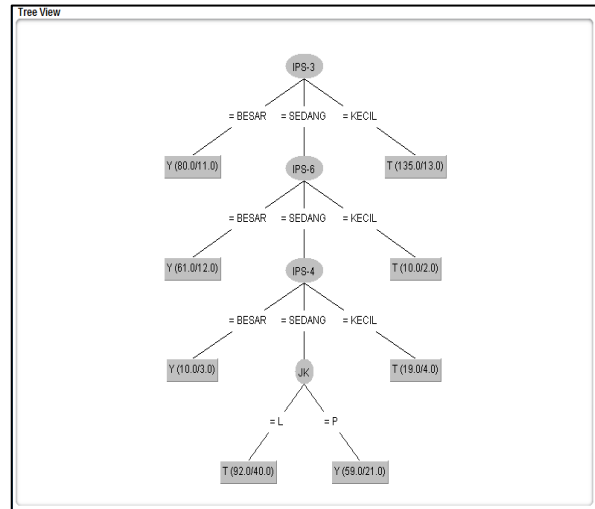 Tree View
IPS-3
= BESAR = SEDANG = KECIL
Y (80.0/11.0) IPS-6 T (135.0/13.0)
= BESAR = SEDANG = KECIL
Y (61.0/12.0) IPS-4 T (10.0/2.0)
= BESAR = SEDANG = KECIL
Y (10.0/3.0) JK T (19.0/4.0)
= L = P
T (92.0/40.0) Y (59.0/21.0)